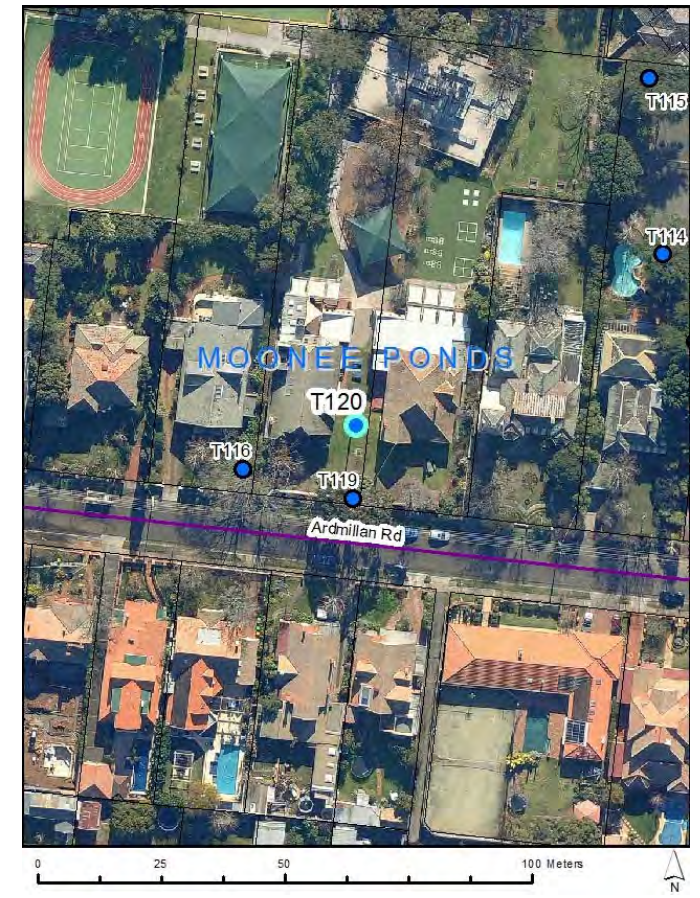 T115
T114
MOONEE PONDS
T120
T116
T119
Ardmillan Rd
0 25 50 100 Meters
N